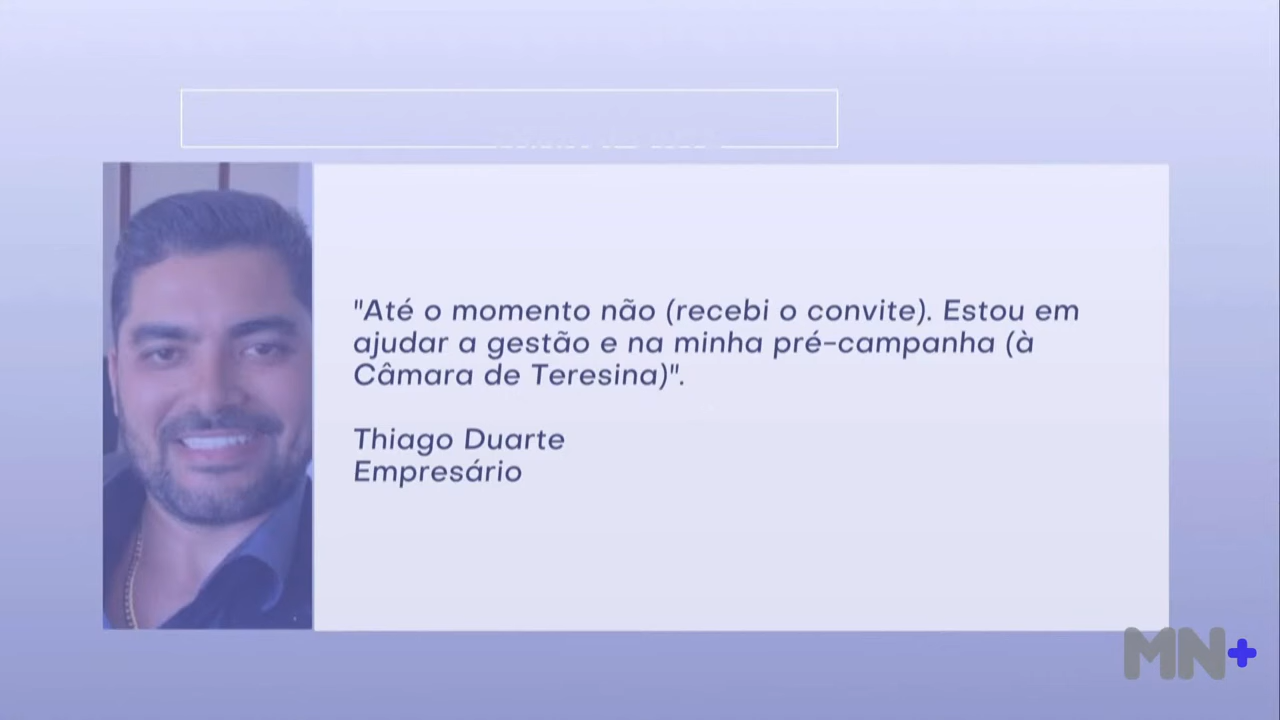 "Até o momento não (recebi o convite). Estou em
ajudar a gestão e na minha pré-campanha (à
Câmara de Teresina)".
Thiago Duarte
Empresário
MN+